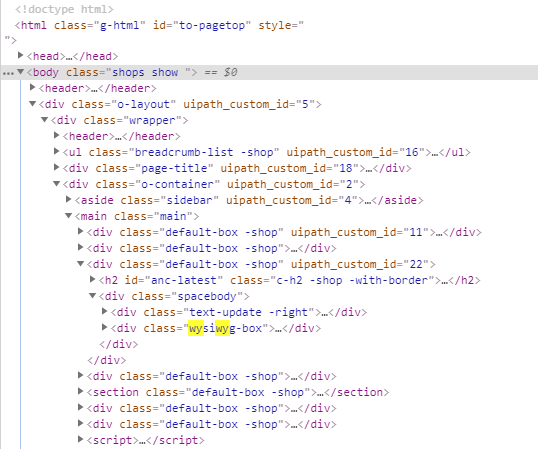 <!doctype html>
<html class="g-html" id="to-pagetop" style="
">
<head>…</head>
…<body class="shops show "> == $0
<header>…</header>
<div class="o-layout" uipath_custom_id="5">
<div class="wrapper">
<header>…</header>
<ul class="breadcrumb-list -shop" uipath_custom_id="16">…</ul>
<div class="page-title" uipath_custom_id="18">…</div>
<div class="o-container" uipath_custom_id="2">
<aside class="sidebar" uipath_custom_id="4">…</aside>
<main class="main">
<div class="default-box -shop" uipath_custom_id="11">…</div>
<div class="default-box -shop">…</div>
<div class="default-box -shop" uipath_custom_id="22">
<h2 id="anc-latest" class="c-h2 -shop -with-border">…</h2>
<div class="spacebody">
<div class="text-update -right">…</div>
<div class="wysiwyg-box">…</div>
</div>
</div>
<div class="default-box -shop">…</div>
<section class="default-box -shop">…</section>
<div class="default-box -shop">…</div>
<div class="default-box -shop">…</div>
<script>…</script>